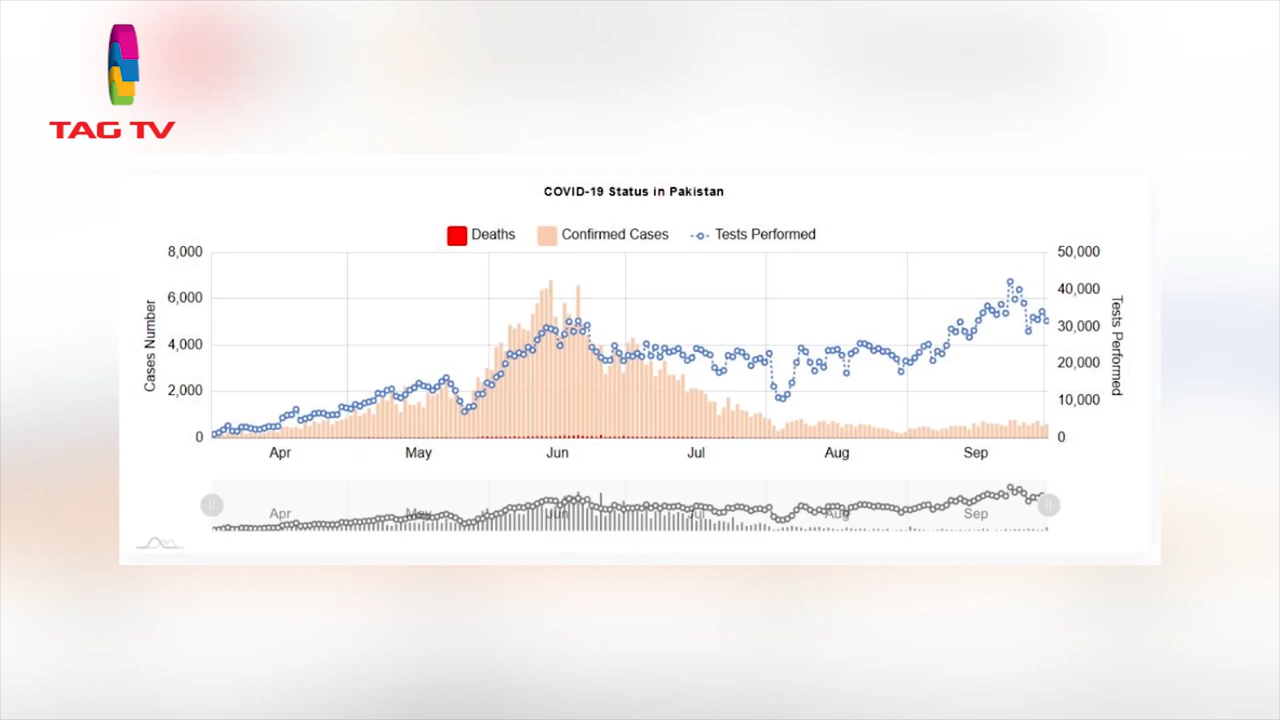 TAG TV
COVID-19 Status in Pakistan
Deaths Confirmed Cases Tests Performed
8,000 50,000
6,000 40,000
4,000 30,000
2,000 20,000
0 10,000
0
Cases Number
Tests Performed
Apr May Jun Jul Aug Sep
Apr May Jun Jul Aug Sep